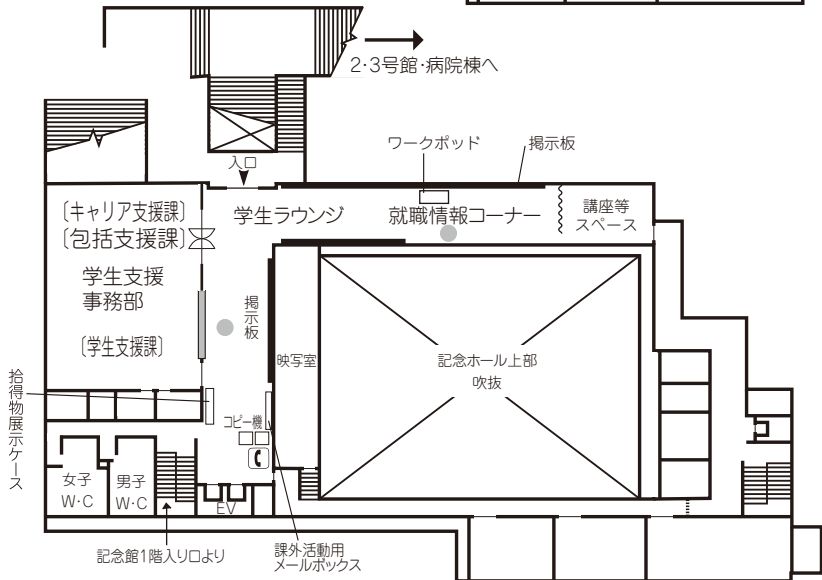 2・3号館・病院棟へ
ワークポッド
掲示板
入口
〔キャリア支援課〕
〔包括支援課〕
学生ラウンジ
就職情報コーナー
講座等
スペース
学生支援
事務部
〔学生支援課〕
掲示板
映写室
記念ホール上部
吹抜
拾得物展示ケース
コピー機
女子
W・C
男子
W・C
EV
記念館1階入り口より
課外活動用
メールボックス